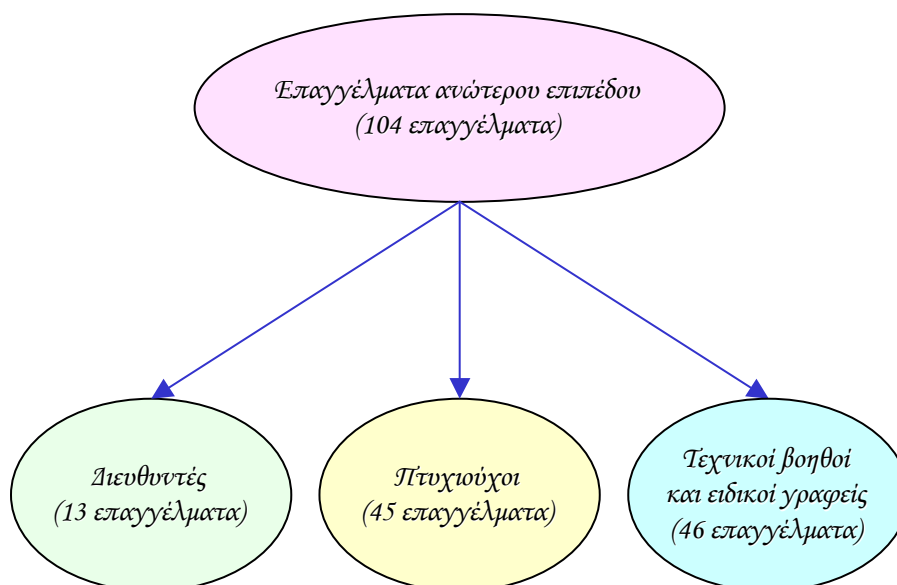 Επαγγέλματα ανώτερου επιπέδου
(104 επαγγέλματα)
Διευθυντές
(13 επαγγέλματα)
Πτυχιούχοι
(45 επαγγέλματα)
Τεχνικοί βοηθοί
και ειδικοί γραφείς
(46 επαγγέλματα)